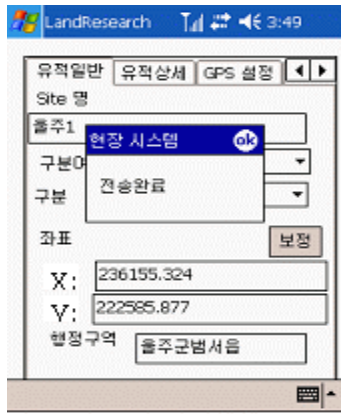 LandResearch 3:49
유적일반 유적상세 GPS 설정
Site 명
울주1
현장 시스템 ok
전송완료
구분
구분
좌표 보정
X: 236155.324
Y: 222585.877
행정구역 울주군범서읍